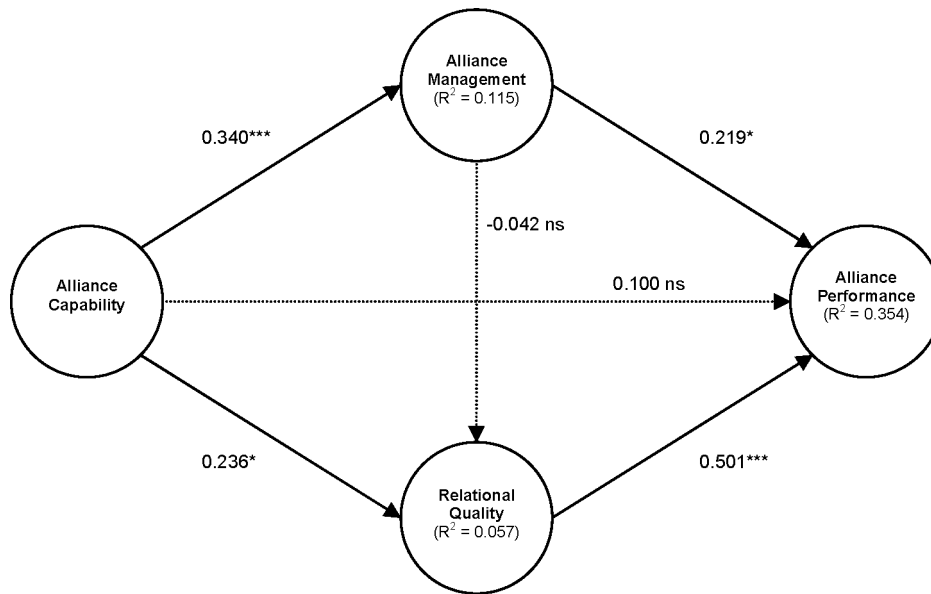 Alliance
Management
(R² = 0.115)
0.340***
0.219*
-0.042 ns
Alliance
Capability
0.100 ns
Alliance
Performance
(R² = 0.354)
0.236*
0.501***
Relational
Quality
(R² = 0.057)